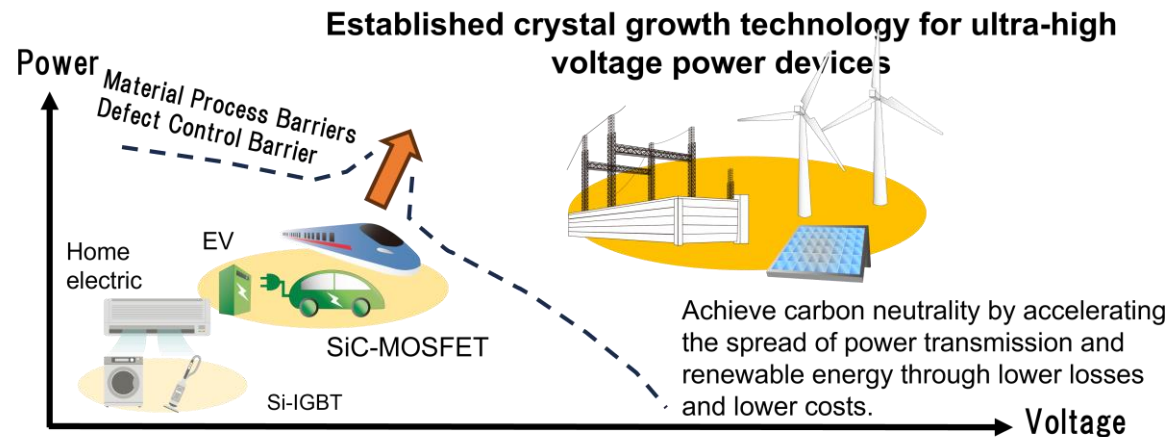 Established crystal growth technology for ultra-high
voltage power devices
Power
Material Process Barriers
Defect Control Barrier
EV
Home
electric
SiC-MOSFET
Si-IGBT
Achieve carbon neutrality by accelerating
the spread of power transmission and
renewable energy through lower losses
and lower costs.
Voltage